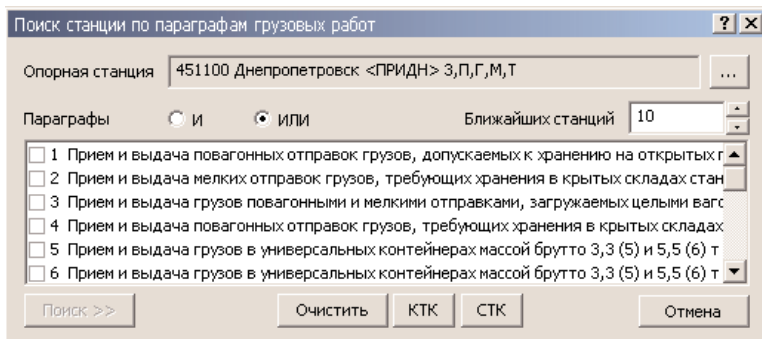 Поиск станции по параграфам грузовых работ
Опорная станция 451100 Днепропетровск <ПРИДН> З,П,Г,М,Т ...
Параграфы И ИЛИ Ближайших станций 10
1 Прием и выдача повагонных отправок грузов, допускаемых к хранению на открытых п
2 Прием и выдача мелких отправок грузов, требующих хранения в крытых складах стан
3 Прием и выдача грузов повагонными и мелкими отправками, загружаемых целыми ваго
4 Прием и выдача повагонных отправок грузов, требующих хранения в крытых складах
5 Прием и выдача грузов в универсальных контейнерах массой брутто 3,3 (5) и 5,5 (6) т
6 Прием и выдача грузов в универсальных контейнерах массой брутто 3,3 (5) и 5,5 (6) т
Поиск >> Очистить КТК СТК Отмена